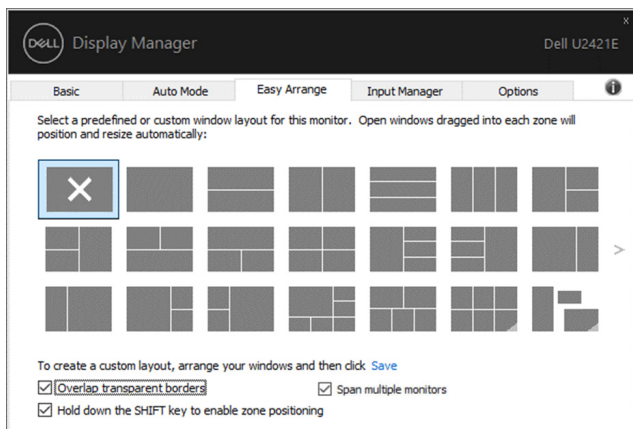 x
DELL Display Manager Dell U2421E
Basic Auto Mode Easy Arrange Input Manager Options i
Select a predefined or custom window layout for this monitor. Open windows dragged into each zone will
position and resize automatically:
>
To create a custom layout, arrange your windows and then click Save
Overlap transparent borders Span multiple monitors
Hold down the SHIFT key to enable zone positioning